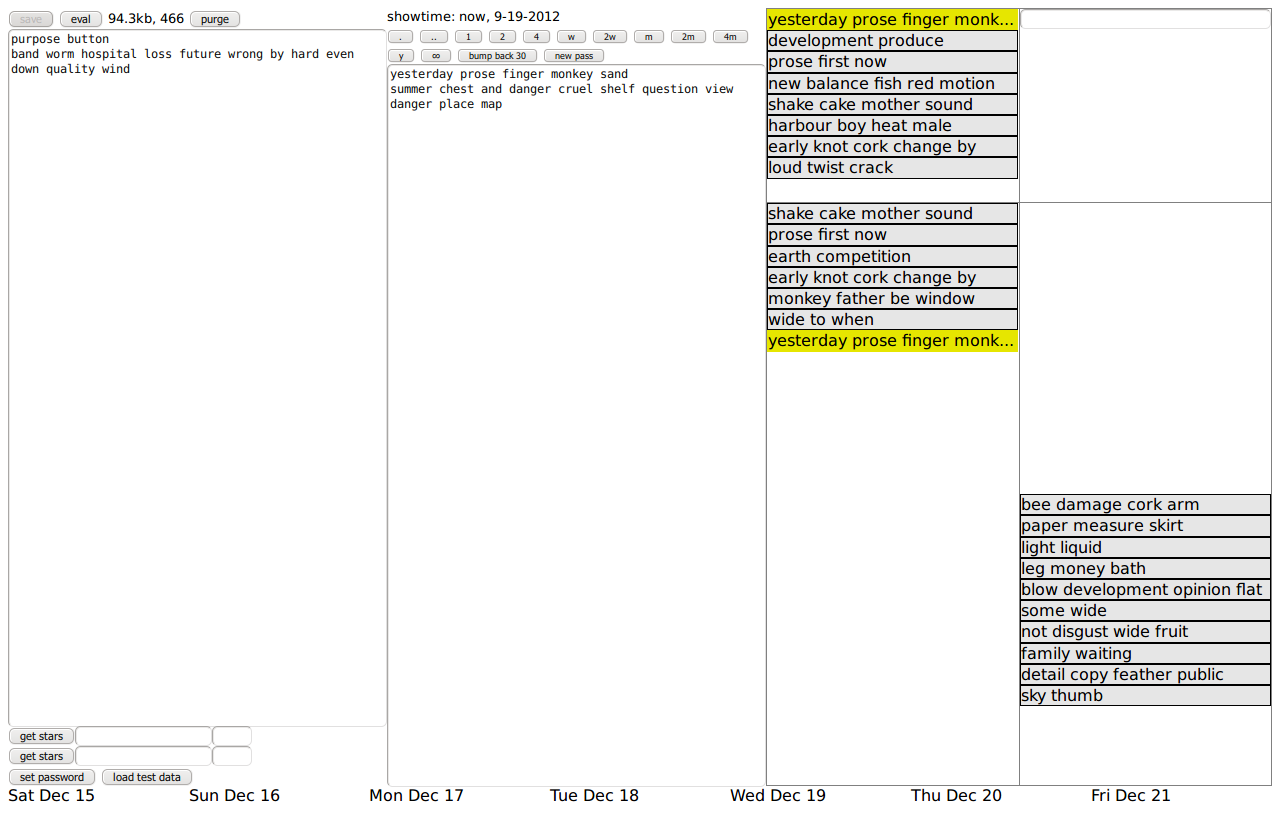 save eval 94.3kb, 466 purge
purpose button
band worm hospital loss future wrong by hard even
down quality wind
get stars
get stars
set password load test data
showtime: now, 9-19-2012
. .. 1 2 4 w 2w m 2m 4m
y ∞ bump back 30 new pass
yesterday prose finger monkey sand
summer chest and danger cruel shelf question view
danger place map
yesterday prose finger monk...
development produce
prose first now
new balance fish red motion
shake cake mother sound
harbour boy heat male
early knot cork change by
loud twist crack
shake cake mother sound
prose first now
earth competition
early knot cork change by
monkey father be window
wide to when
yesterday prose finger monk...
bee damage cork arm
paper measure skirt
light liquid
leg money bath
blow development opinion flat
some wide
not disgust wide fruit
family waiting
detail copy feather public
sky thumb
Sat Dec 15 Sun Dec 16 Mon Dec 17 Tue Dec 18 Wed Dec 19 Thu Dec 20 Fri Dec 21